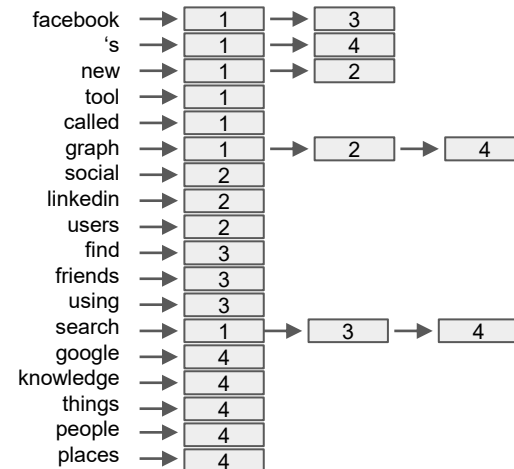 facebook 1 3
‘s 1 4
new 1 2
tool 1
called 1
graph 1 2 4
social 2
linkedin 2
users 2
find 3
friends 3
using 3
search 1 3 4
google 4
knowledge 4
things 4
people 4
places 4